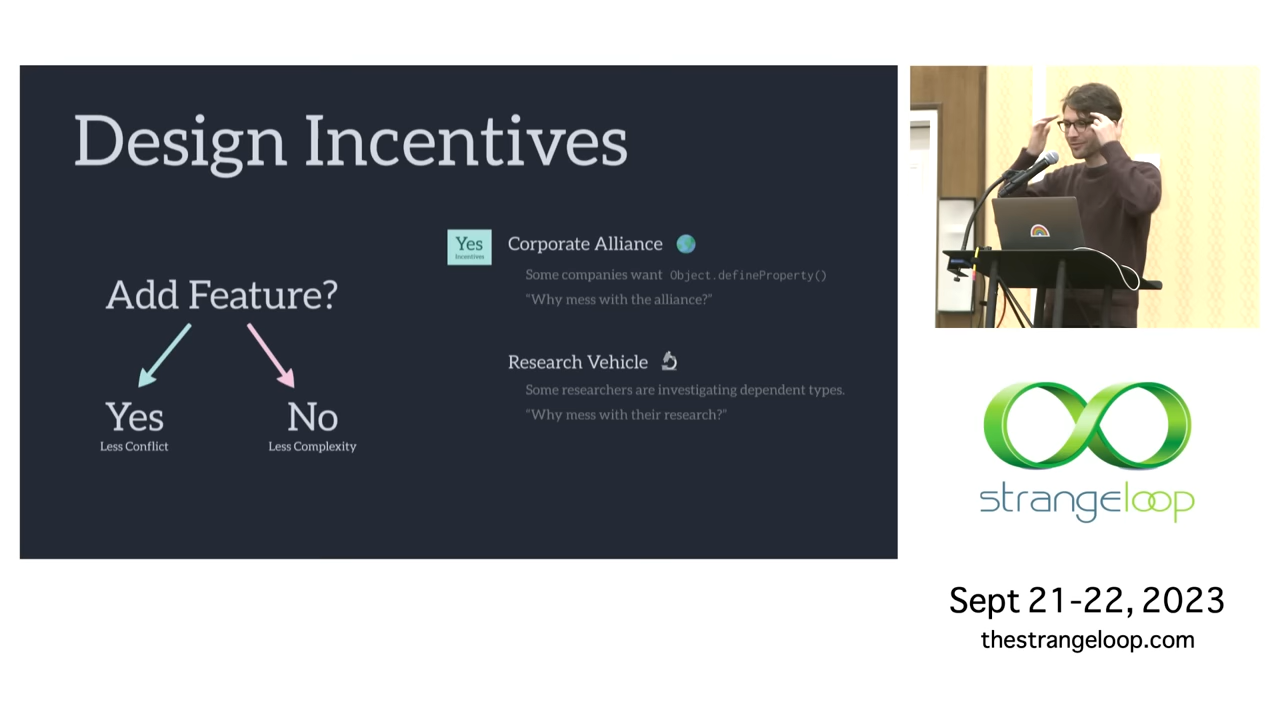 Design Incentives
Add Feature?
Yes
Less Conflict
No
Less Complexity
Yes
Incentives
Corporate Alliance
Some companies want Object.defineProperty()
“Why mess with the alliance?”
Research Vehicle
Some researchers are investigating dependent types.
“Why mess with their research?”
strangeloop
Sept 21-22, 2023
thestrangeloop.com